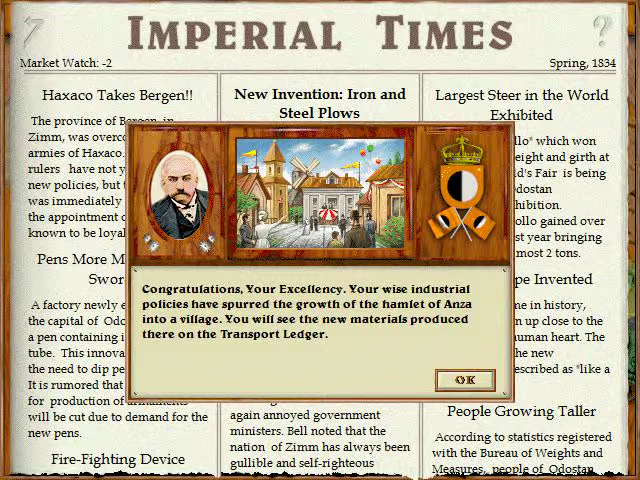 IMPERIAL TIMES
Market Watch: -2
Spring, 1834
Haxaco Takes Bergen!!
The province of Bergen, in
Zimm, was overco
armies of Haxaco.
rulers have not y
new policies, but t
was immediately
the appointment o
known to be loyal
Pens More M
Swor
A factory newly e
the capital of Odo
a pen containing i
tube. This innova
the need to dip pe
It is rumored that
for production of armaments
will be cut due to demand for the
new pens.
Fire-Fighting Device
New Invention: Iron and
Steel Plows
Congratulations, Your Excellency. Your wise industrial
policies have spurred the growth of the hamlet of Anza
into a village. You will see the new materials produced
there on the Transport Ledger.
OK
again annoyed government
ministers. Bell noted that the
nation of Zimm has always been
gullible and self-righteous
Largest Steer in the World
Exhibited
llo" which won
eight and girth at
ld's Fair is being
dostan
hibition.
ollo gained over
st year bringing
most 2 tons.
pe Invented
me in history,
n up close to the
human heart. The
he new
escribed as "like a
People Growing Taller
According to statistics registered
with the Bureau of Weights and
Measures, people of Odostan